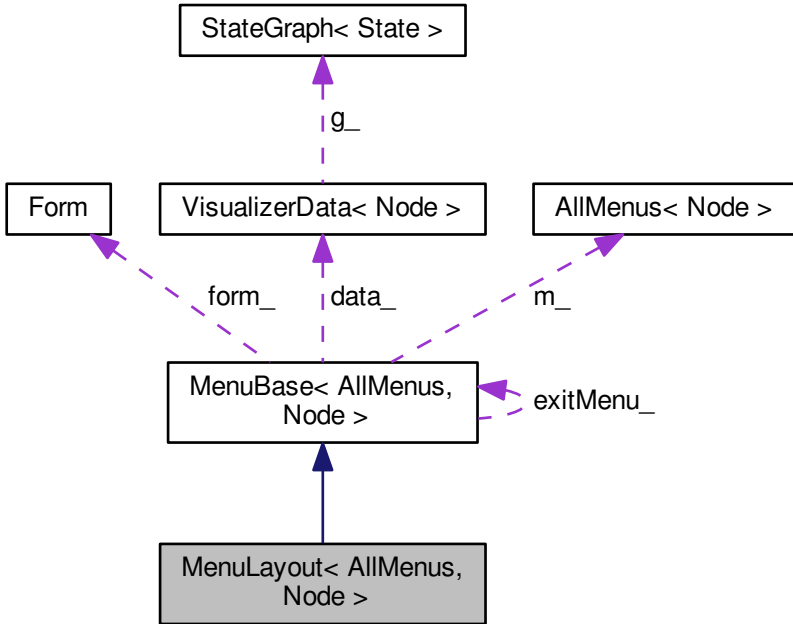 StateGraph< State >
g_
Form
VisualizerData< Node >
AllMenus< Node >
form_
data_
m_
MenuBase< AllMenus,
Node >
exitMenu_
MenuLayout< AllMenus,
Node >